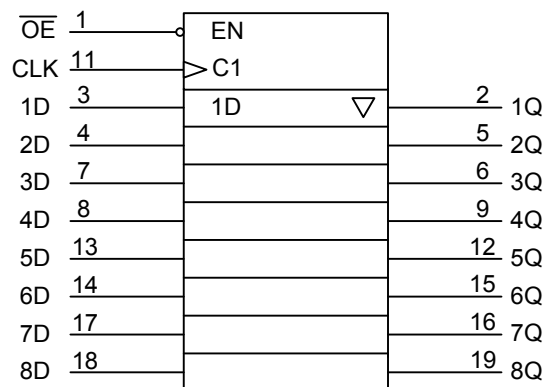 O̅E̅ 1 EN
CLK 11 C1
1D 3 1D 2 1Q
2D 4 5 2Q
3D 7 6 3Q
4D 8 9 4Q
5D 13 12 5Q
6D 14 15 6Q
7D 17 16 7Q
8D 18 19 8Q